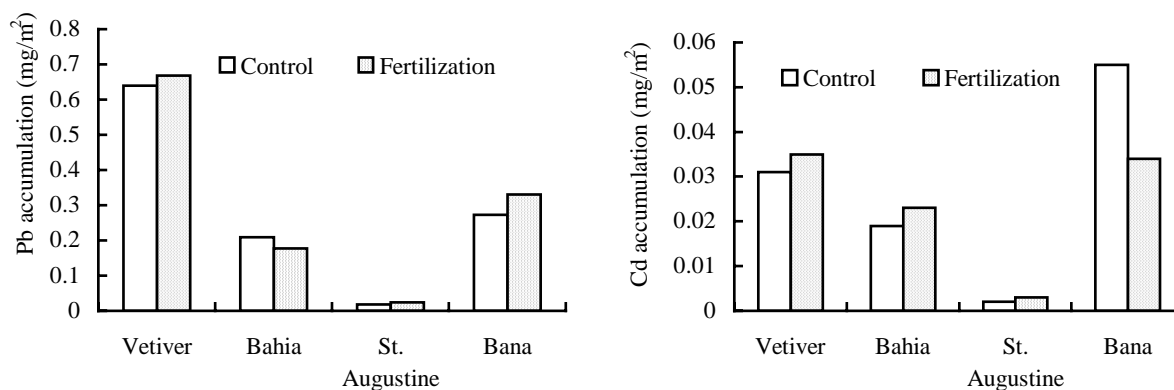 Pb accumulation (mg/m²)
0.8
0.7
0.6
0.5
0.4
0.3
0.2
0.1
0
Control
Fertilization
Vetiver
Bahia
St.
Augustine
Bana
Cd accumulation (mg/m²)
0.06
0.05
0.04
0.03
0.02
0.01
0
Control
Fertilization
Vetiver
Bahia
St.
Augustine
Bana